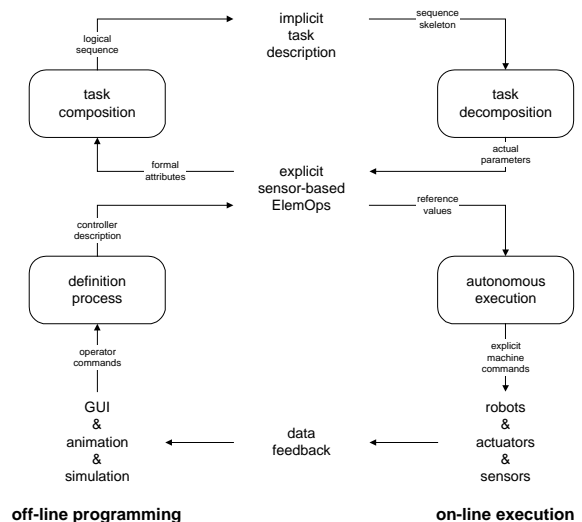 implicit
task
description
logical
sequence
sequence
skeleton
task
composition
task
decomposition
formal
attributes
explicit
sensor-based
ElemOps
actual
parameters
controller
description
reference
values
definition
process
autonomous
execution
operator
commands
explicit
machine
commands
GUI
&
animation
&
simulation
data
feedback
robots
&
actuators
&
sensors
off-line programming
on-line execution